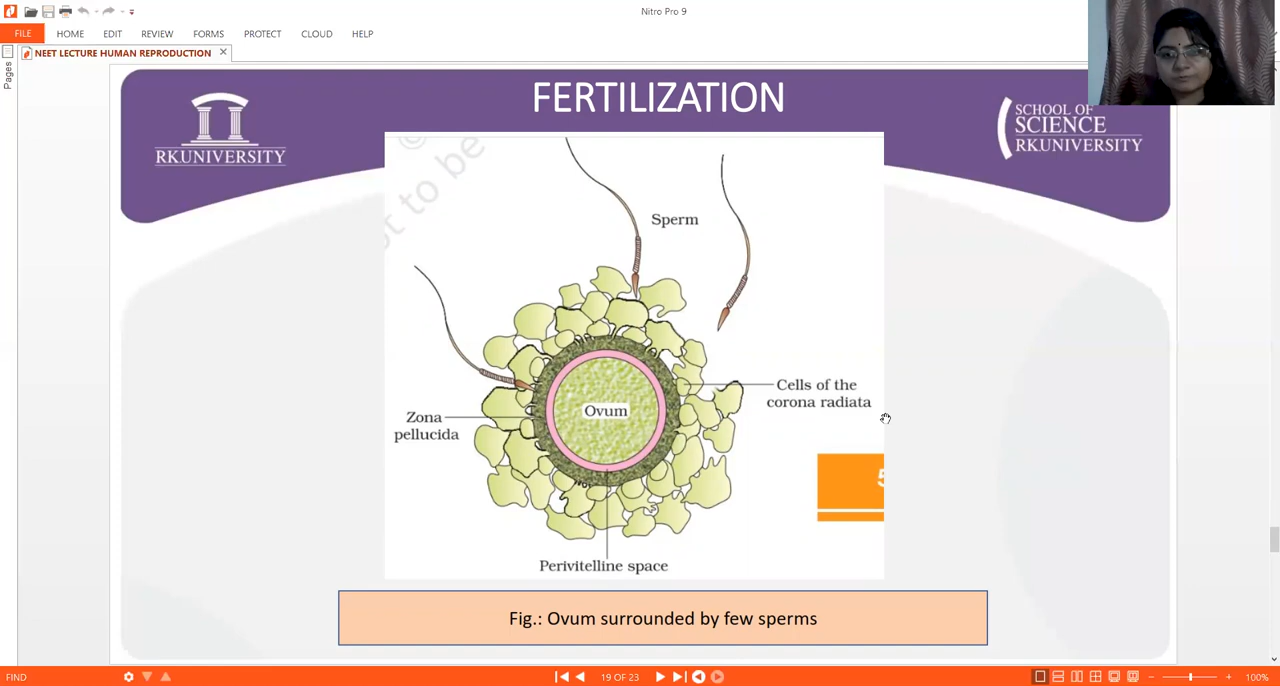 Nitro Pro 9
FILE HOME EDIT REVIEW FORMS PROTECT CLOUD HELP
NEET LECTURE HUMAN REPRODUCTION
Pages
FERTILIZATION
RKUNIVERSITY
SCHOOL OF
SCIENCE
RKUNIVERSITY
to be
Sperm
Cells of the
corona radiata
Ovum
Zona
pellucida
Perivitelline space
Fig.: Ovum surrounded by few sperms
FIND
19 OF 23
100%